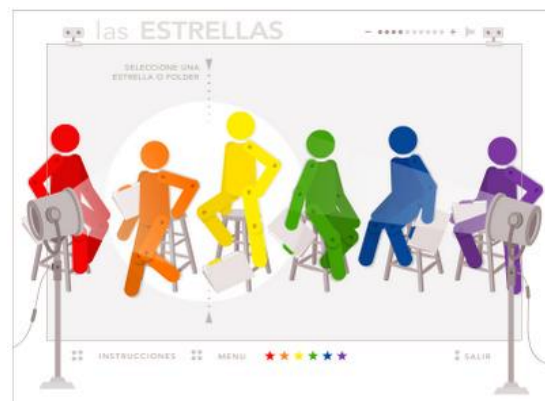 las ESTRELLAS
SELECCIONE UNA
ESTRELLA O FOLDER
INSTRUCCIONES MENU SALIR